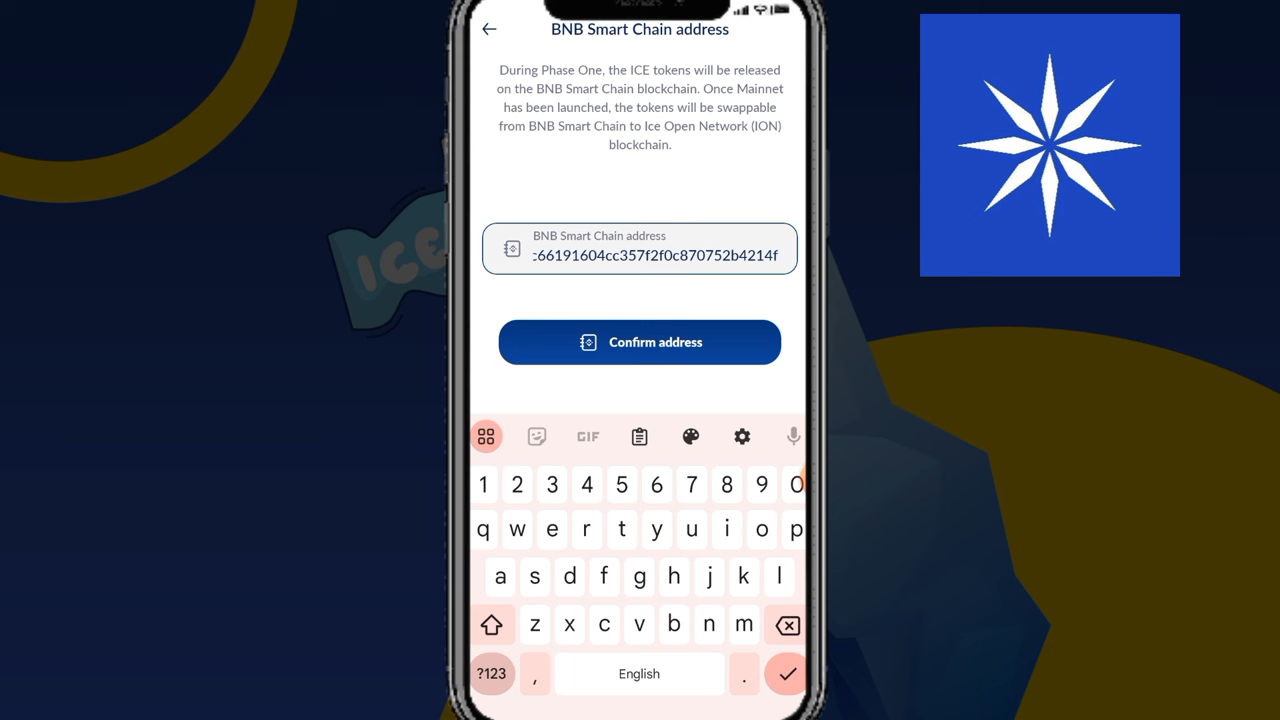 BNB Smart Chain address
During Phase One, the ICE tokens will be released
on the BNB Smart Chain blockchain. Once Mainnet
has been launched, the tokens will be swappable
from BNB Smart Chain to Ice Open Network (ION)
blockchain.
ICE
BNB Smart Chain address
c66191604cc357f2f0c870752b4214f
Confirm address
GIF
1 2 3 4 5 6 7 8 9 0
q w e r t y u i o p
a s d f g h j k l
z x c v b n m
?123 , English .